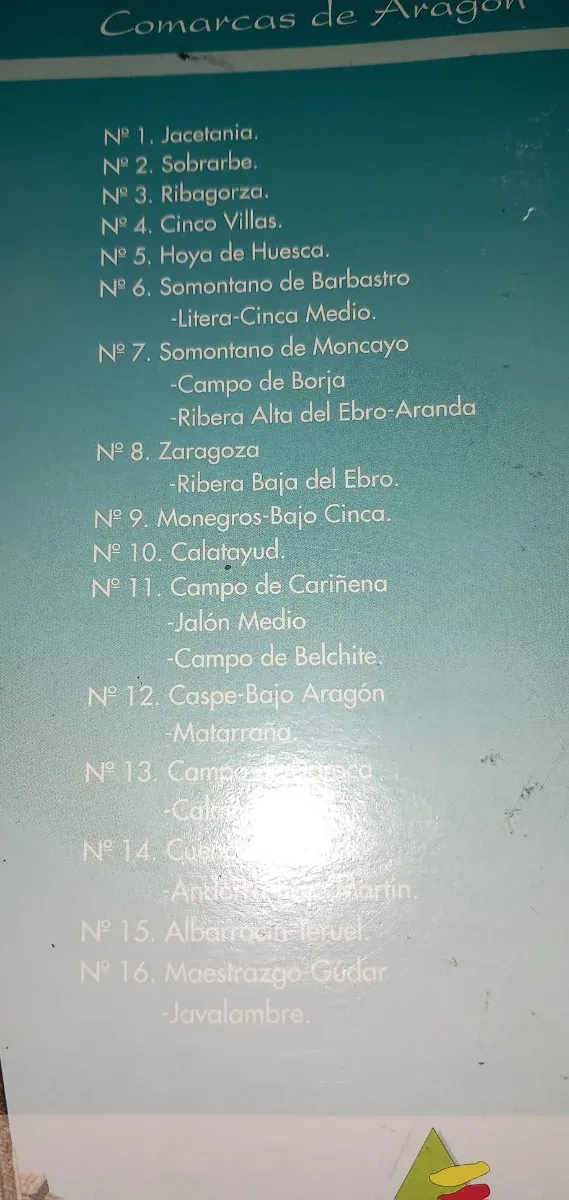 Comarcas de Aragón
Nº 1. Jacetania.
Nº 2. Sobrarbe.
Nº 3. Ribagorza.
Nº 4. Cinco Villas.
Nº 5. Hoya de Huesca.
Nº 6. Somontano de Barbastro
-Litera-Cinca Medio.
Nº 7. Somontano de Moncayo
-Campo de Borja
-Ribera Alta del Ebro-Aranda
Nº 8. Zaragoza
-Ribera Baja del Ebro.
Nº 9. Monegros-Bajo Cinca.
Nº 10. Calatayud.
Nº 11. Campo de Cariñena
-Jalón Medio
-Campo de Belchite.
Nº 12. Caspe-Bajo Aragón
-Matarraña.
Nº 13. Campo
Nº 14.
Martín.
Nº 15. Albarracín-Teruel.
Nº 16. Maestrazgo-Gúdar
-Javalambre.